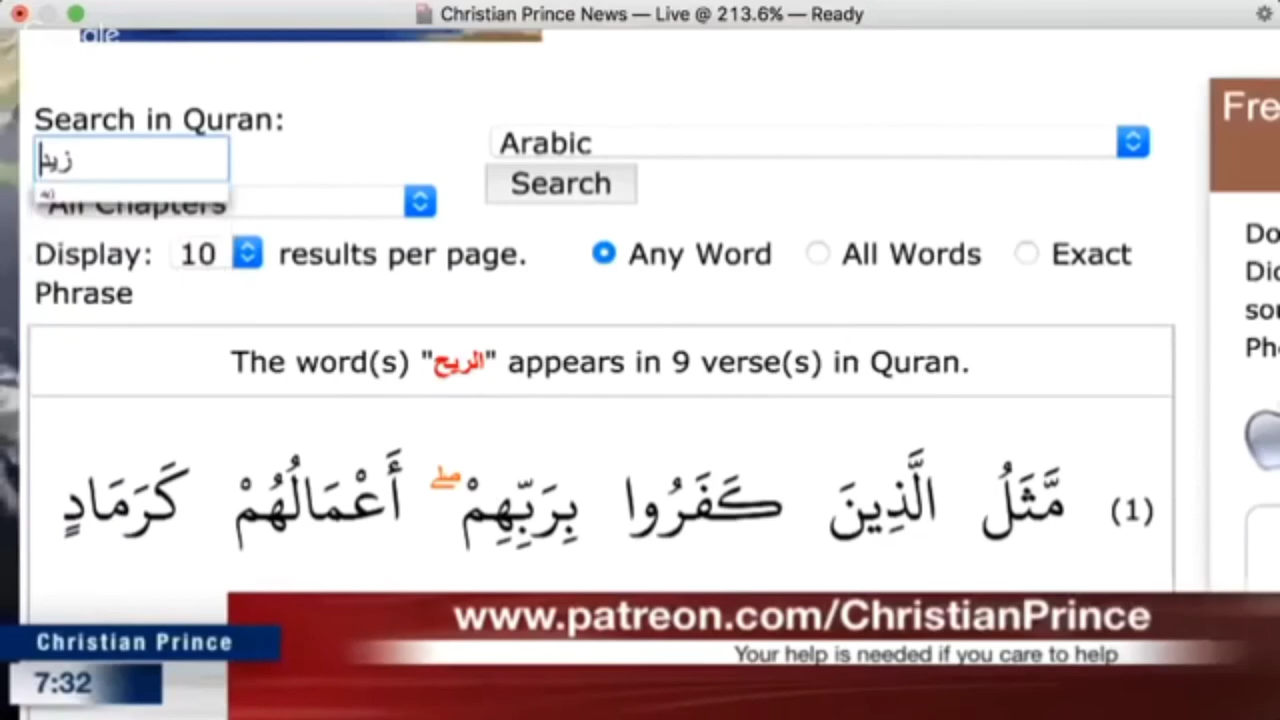 Christian Prince News — Live @ 213.6% — Ready
Search in Quran:
زيد
Arabic
Search
All Chapters
Display: 10 results per page.
Any Word All Words Exact
Phrase
Fre
The word(s) "الريح" appears in 9 verse(s) in Quran.
(1) مَّثَلُ الَّذِينَ كَفَرُوا بِرَبِّهِمْ ۖ أَعْمَالُهُمْ كَرَمَادٍ
Do
Dic
so
Ph
www.patreon.com/ChristianPrince
Your help is needed if you care to help
Christian Prince
7:32